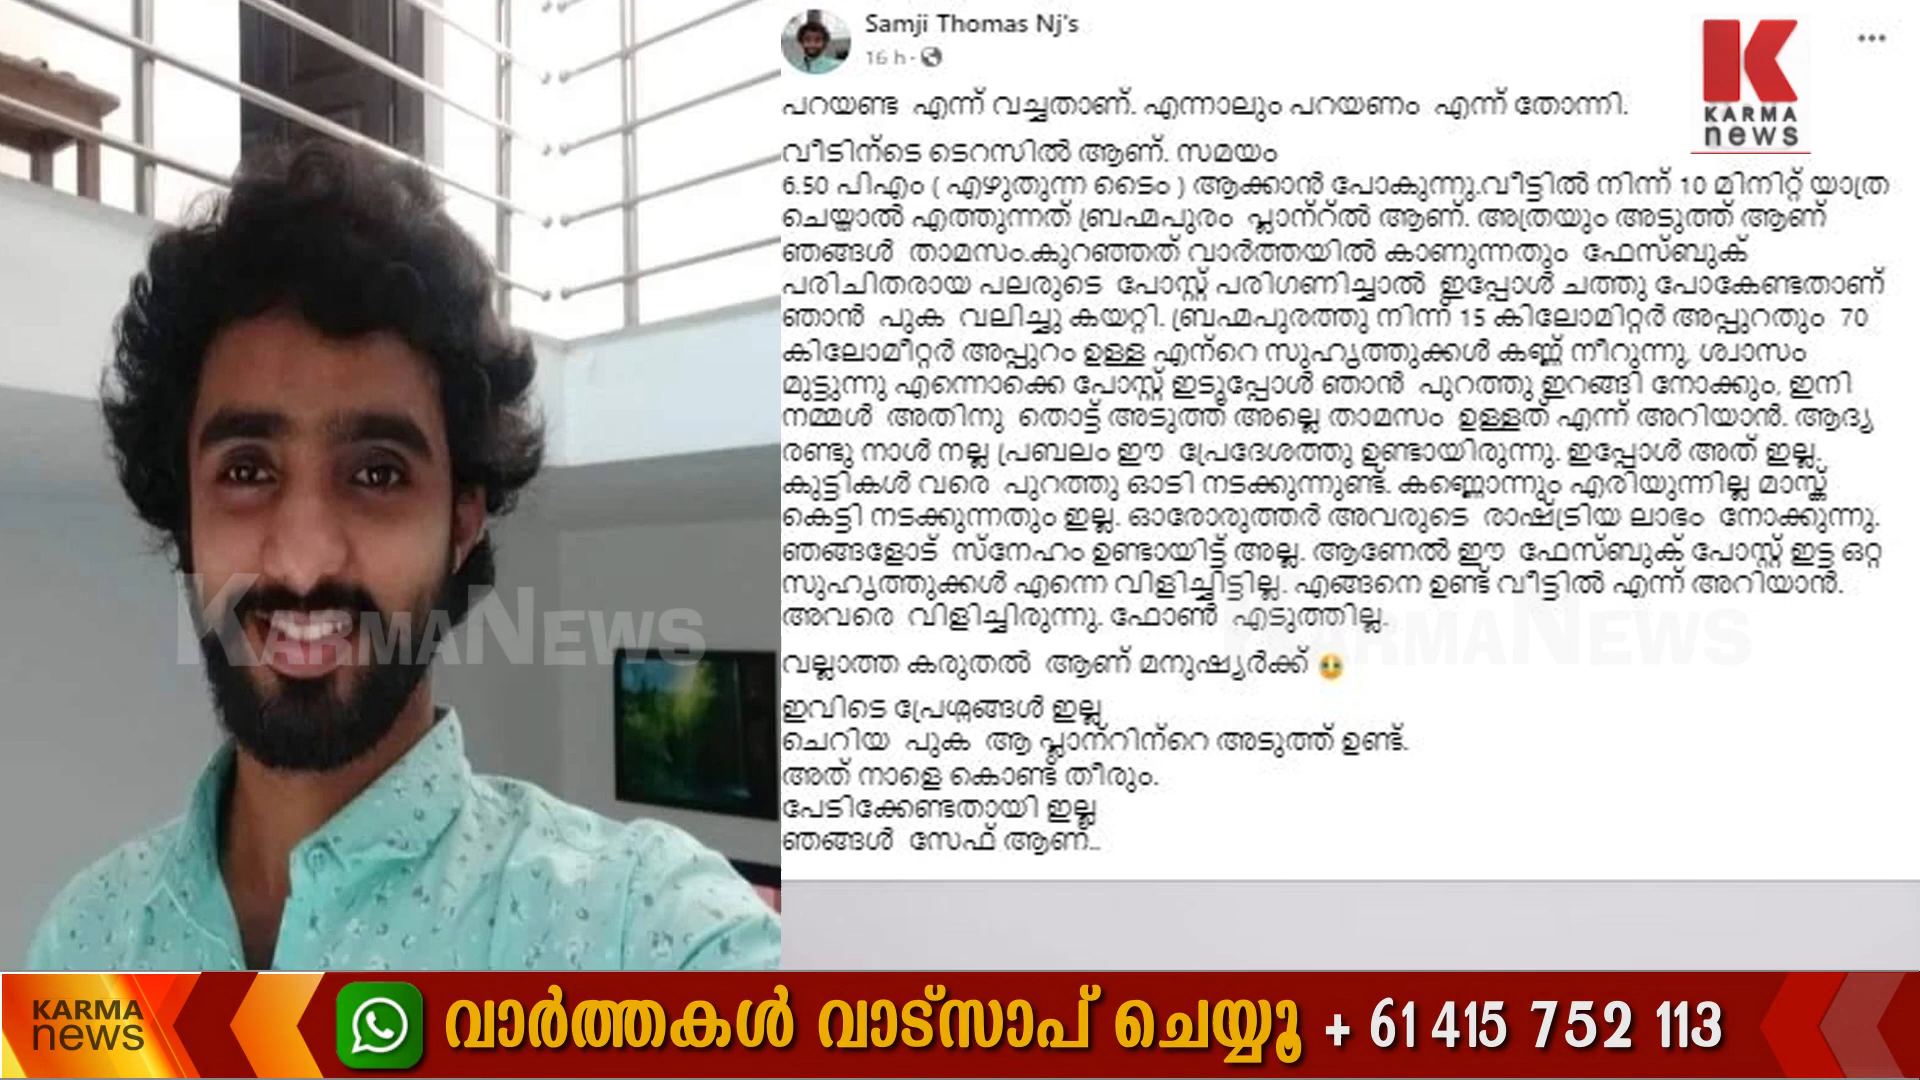 Samji Thomas Nj's
16 h ·
KARMA
news
പറയണ്ട എന്ന് വച്ചതാണ്. എന്നാലും പറയണം എന്ന് തോന്നി.
വീടിന്ടെ ടെറസിൽ ആണ്. സമയം
6.50 പിഎം ( എഴുതുന്ന ടൈം ) ആക്കാൻ പോകുന്നു.വീട്ടിൽ നിന്ന് 10 മിനിറ്റ് യാത്ര
ചെയ്താൽ എത്തുന്നത് ബ്രഹ്മപുരം പ്ലാന്റ്ൽ ആണ്. അത്രയും അടുത്ത് ആണ്
ഞങ്ങൾ താമസം.കുറഞ്ഞത് വാർത്തയിൽ കാണുന്നതും ഫേസ്ബുക്
പരിചിതരായ പലരുടെ പോസ്റ്റ് പരിഗണിച്ചാൽ ഇപ്പോൾ ചത്തു പോകേണ്ടതാണ്
ഞാൻ പുക വലിച്ചു കയറ്റി. ബ്രഹ്മപുരത്തു നിന്ന് 15 കിലോമിറ്റർ അപ്പുറതും 70
കിലോമീറ്റർ അപ്പുറം ഉള്ള എന്റെ സുഹൃത്തുക്കൾ കണ്ണ് നീറുന്നു, ശ്വാസം
മുട്ടുന്നു എന്നൊക്കെ പോസ്റ്റ് ഇടൂപ്പോൾ ഞാൻ പുറത്തു ഇറങ്ങി നോക്കും, ഇനി
നമ്മൾ അതിനു തൊട്ട് അടുത്ത് അല്ലെ താമസം ഉള്ളത് എന്ന് അറിയാൻ. ആദ്യ
രണ്ടു നാൾ നല്ല പ്രബലം ഈ പ്രേദേശത്തു ഉണ്ടായിരുന്നു. ഇപ്പോൾ അത് ഇല്ല.
കുട്ടികൾ വരെ പുറത്തു ഓടി നടക്കുന്നുണ്ട്. കണ്ണൊന്നും എരിയുന്നില്ല മാസ്ക്
കെട്ടി നടക്കുന്നതും ഇല്ല. ഓരോരുത്തർ അവരുടെ രാഷ്ട്രിയ ലാഭം നോക്കുന്നു.
ഞങ്ങളോട് സ്നേഹം ഉണ്ടായിട്ട് അല്ല. ആണേൽ ഈ ഫേസ്ബുക് പോസ്റ്റ് ഇട്ട ഒറ്റ
സുഹൃത്തുക്കൾ എന്നെ വിളിച്ചിട്ടില്ല. എങ്ങനെ ഉണ്ട് വീട്ടിൽ എന്ന് അറിയാൻ.
അവരെ വിളിച്ചിരുന്നു. ഫോൺ എടുത്തില്ല.
KARMANEWS
KARMANEWS
വല്ലാത്ത കരുതൽ ആണ് മനുഷ്യർക്ക് 😂
ഇവിടെ പ്രേശ്നങ്ങൾ ഇല്ല
ചെറിയ പുക ആ പ്ലാന്റിന്റെ അടുത്ത് ഉണ്ട്.
അത് നാളെ കൊണ്ട് തീരും.
പേടിക്കേണ്ടതായി ഇല്ല
ഞങ്ങൾ സേഫ് ആണ്..
KARMA
news
വാർത്തകൾ വാട്സാപ് ചെയ്യൂ + 61 415 752 113